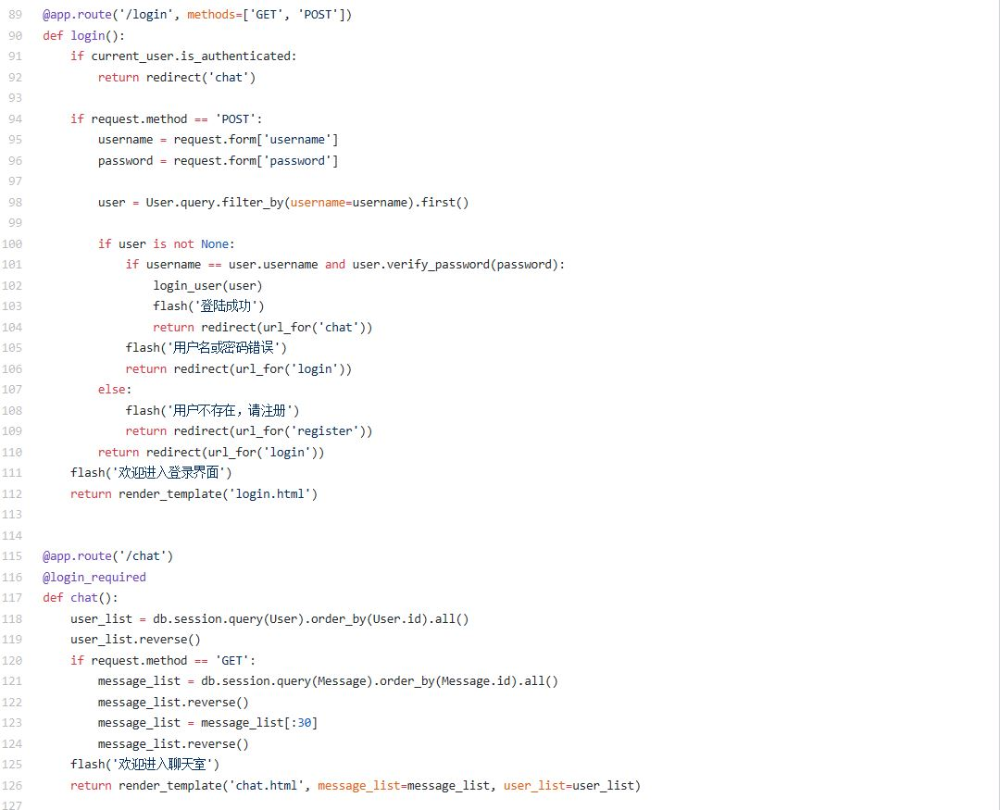 89 @app.route('/login', methods=['GET', 'POST'])
90 def login():
91     if current_user.is_authenticated:
92         return redirect('chat')
93
94     if request.method == 'POST':
95         username = request.form['username']
96         password = request.form['password']
97
98         user = User.query.filter_by(username=username).first()
99
100         if user is not None:
101             if username == user.username and user.verify_password(password):
102                 login_user(user)
103                 flash('登陆成功')
104                 return redirect(url_for('chat'))
105             flash('用户名或密码错误')
106             return redirect(url_for('login'))
107         else:
108             flash('用户不存在，请注册')
109             return redirect(url_for('register'))
110         return redirect(url_for('login'))
111     flash('欢迎进入登录界面')
112     return render_template('login.html')
113
114
115 @app.route('/chat')
116 @login_required
117 def chat():
118     user_list = db.session.query(User).order_by(User.id).all()
119     user_list.reverse()
120     if request.method == 'GET':
121         message_list = db.session.query(Message).order_by(Message.id).all()
122         message_list.reverse()
123         message_list = message_list[:30]
124         message_list.reverse()
125     flash('欢迎进入聊天室')
126     return render_template('chat.html', message_list=message_list, user_list=user_list)
127